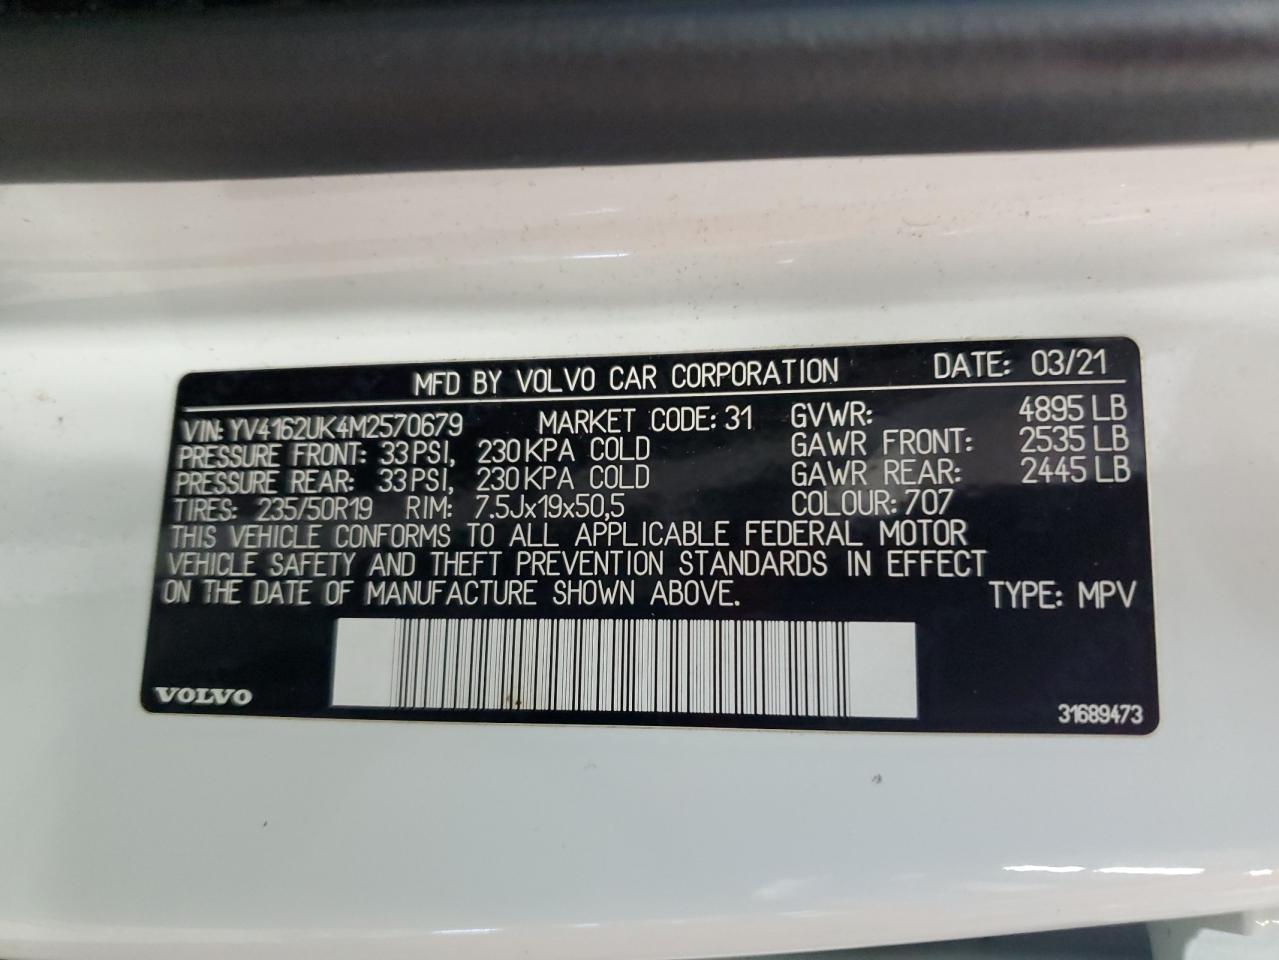 MFD BY VOLVO CAR CORPORATION DATE: 03/21
VIN: YV4162UK4M2570679 MARKET CODE: 31 GVWR: 4895 LB
PRESSURE FRONT: 33 PSI, 230 KPA COLD GAWR FRONT: 2535 LB
PRESSURE REAR: 33 PSI, 230 KPA COLD GAWR REAR: 2445 LB
TIRES: 235/50R19 RIM: 7.5Jx19x50,5 COLOUR: 707
THIS VEHICLE CONFORMS TO ALL APPLICABLE FEDERAL MOTOR
VEHICLE SAFETY AND THEFT PREVENTION STANDARDS IN EFFECT
ON THE DATE OF MANUFACTURE SHOWN ABOVE. TYPE: MPV
VOLVO 31689473